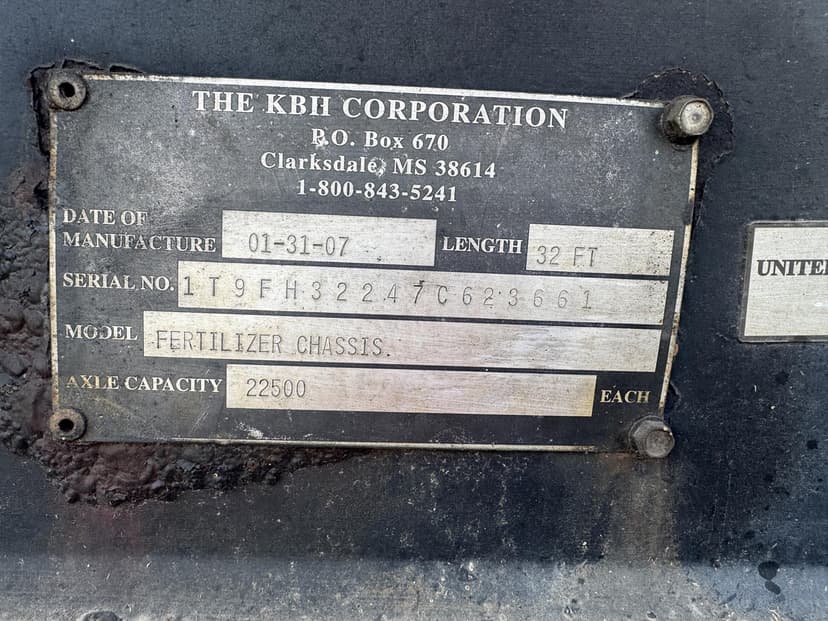 THE KBH CORPORATION
P.O. Box 670
Clarksdale, MS 38614
1-800-843-5241
DATE OF MANUFACTURE 01-31-07 LENGTH 32 FT
SERIAL NO. 1T9FH32247C623661
MODEL FERTILIZER CHASSIS.
AXLE CAPACITY 22500 EACH
UNITE